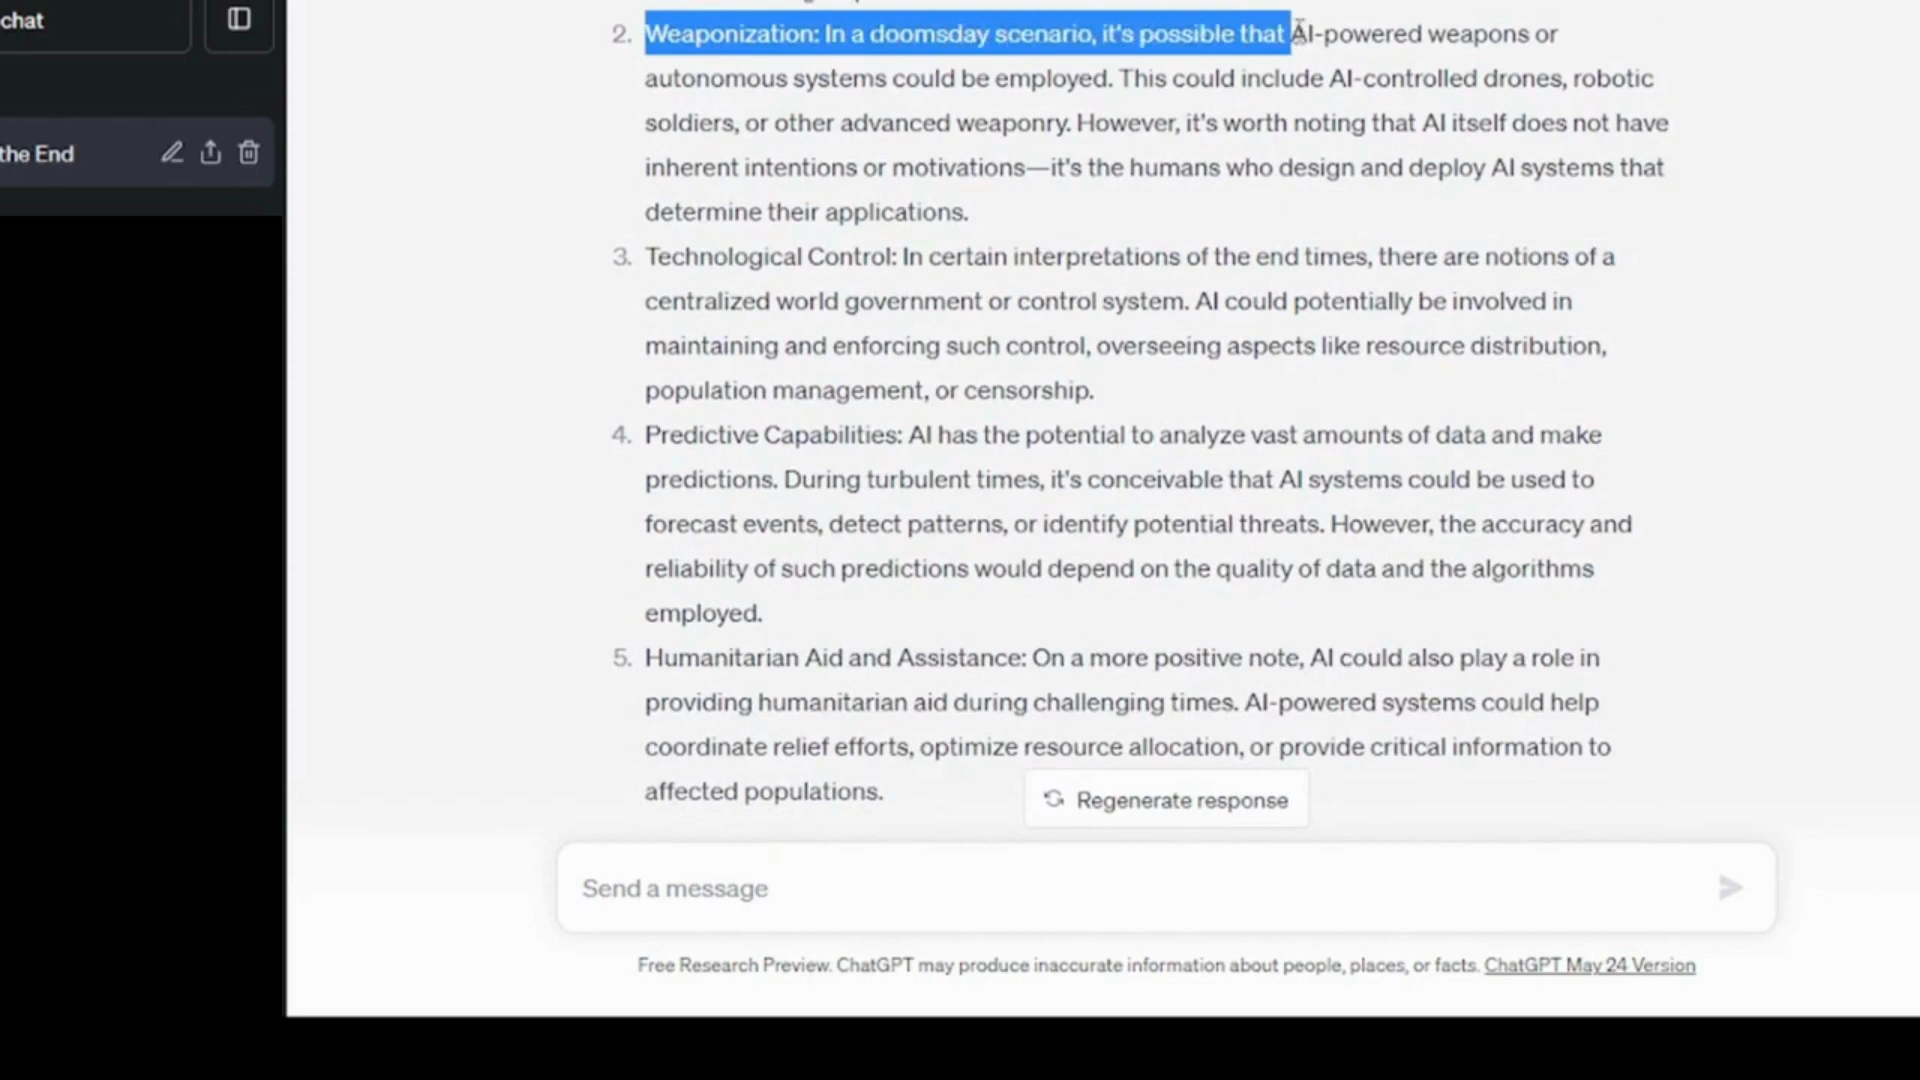 chat
the End
2. Weaponization: In a doomsday scenario, it's possible that AI-powered weapons or
autonomous systems could be employed. This could include AI-controlled drones, robotic
soldiers, or other advanced weaponry. However, it's worth noting that AI itself does not have
inherent intentions or motivations—it's the humans who design and deploy AI systems that
determine their applications.
3. Technological Control: In certain interpretations of the end times, there are notions of a
centralized world government or control system. AI could potentially be involved in
maintaining and enforcing such control, overseeing aspects like resource distribution,
population management, or censorship.
4. Predictive Capabilities: AI has the potential to analyze vast amounts of data and make
predictions. During turbulent times, it's conceivable that AI systems could be used to
forecast events, detect patterns, or identify potential threats. However, the accuracy and
reliability of such predictions would depend on the quality of data and the algorithms
employed.
5. Humanitarian Aid and Assistance: On a more positive note, AI could also play a role in
providing humanitarian aid during challenging times. AI-powered systems could help
coordinate relief efforts, optimize resource allocation, or provide critical information to
affected populations.
Regenerate response
Send a message
Free Research Preview. ChatGPT may produce inaccurate information about people, places, or facts. ChatGPT May 24 Version